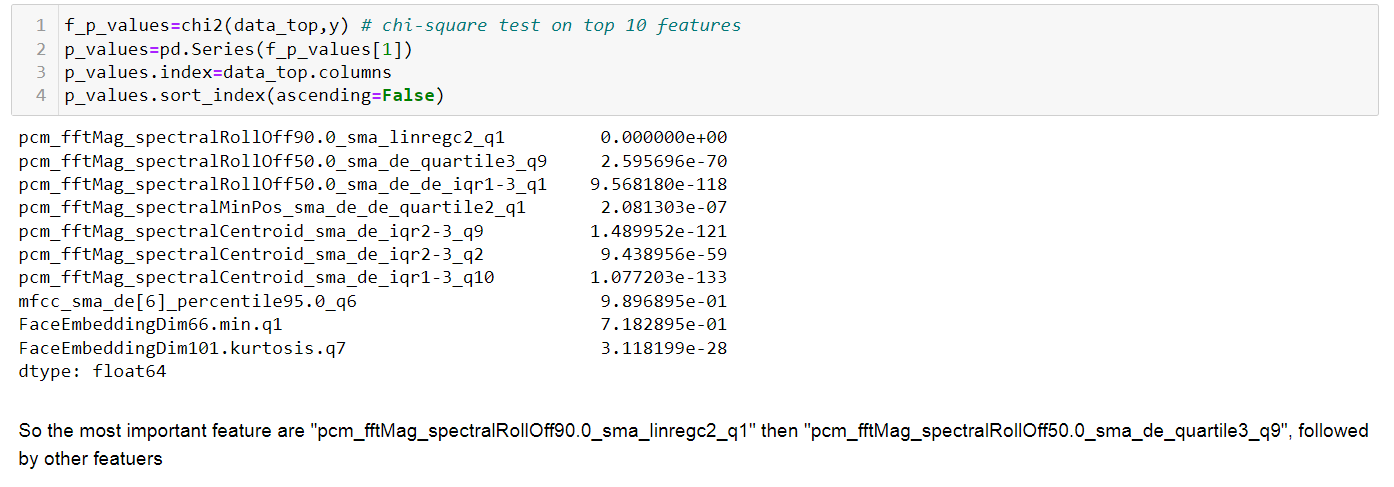 1 f_p_values=chi2(data_top,y) # chi-square test on top 10 features
2 p_values=pd.Series(f_p_values[1])
3 p_values.index=data_top.columns
4 p_values.sort_index(ascending=False)
pcm_fftMag_spectralRollOff90.0_sma_linregc2_q1 0.000000e+00
pcm_fftMag_spectralRollOff50.0_sma_de_quartile3_q9 2.595696e-70
pcm_fftMag_spectralRollOff50.0_sma_de_de_iqr1-3_q1 9.568180e-118
pcm_fftMag_spectralMinPos_sma_de_de_quartile2_q1 2.081303e-07
pcm_fftMag_spectralCentroid_sma_de_iqr2-3_q9 1.489952e-121
pcm_fftMag_spectralCentroid_sma_de_iqr2-3_q2 9.438956e-59
pcm_fftMag_spectralCentroid_sma_de_iqr1-3_q10 1.077203e-133
mfcc_sma_de[6]_percentile95.0_q6 9.896895e-01
FaceEmbeddingDim66.min.q1 7.182895e-01
FaceEmbeddingDim101.kurtosis.q7 3.118199e-28
dtype: float64
So the most important feature are "pcm_fftMag_spectralRollOff90.0_sma_linregc2_q1" then "pcm_fftMag_spectralRollOff50.0_sma_de_quartile3_q9", followed
by other featuers